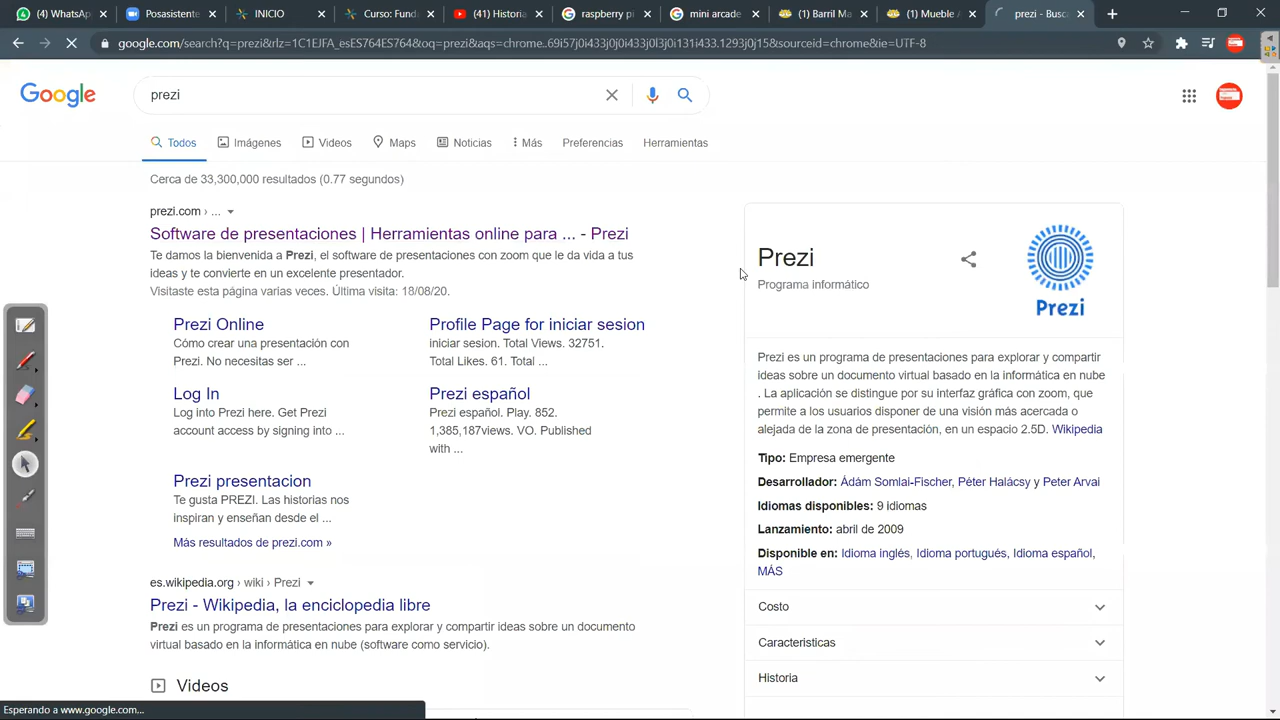 (4) WhatsAp
Posasistente
INICIO
Curso: Fund
(41) Historia
raspberry pi
mini arcade
(1) Barril Ma
(1) Mueble A
prezi - Busc
google.com/search?q=prezi&rlz=1C1EJFA_esES764ES764&oq=prezi&aqs=chrome..69i57j0i433j0j0i433j0l3j0i131i433.1293j0j15&sourceid=chrome&ie=UTF-8
Google
prezi
Todos
Imágenes
Videos
Maps
Noticias
Más
Preferencias
Herramientas
Cerca de 33,300,000 resultados (0.77 segundos)
prezi.com › ...
Software de presentaciones | Herramientas online para ... - Prezi
Te damos la bienvenida a Prezi, el software de presentaciones con zoom que le da vida a tus
ideas y te convierte en un excelente presentador.
Visitaste esta página varias veces. Última visita: 18/08/20.
Prezi Online
Cómo crear una presentación con
Prezi. No necesitas ser ...
Profile Page for iniciar sesion
iniciar sesion. Total Views. 32751.
Total Likes. 61. Total ...
Log In
Log into Prezi here. Get Prezi
account access by signing into ...
Prezi español
Prezi español. Play. 852.
1,385,187views. VO. Published
with ...
Prezi presentacion
Te gusta PREZI. Las historias nos
inspiran y enseñan desde el ...
Más resultados de prezi.com »
es.wikipedia.org › wiki › Prezi
Prezi - Wikipedia, la enciclopedia libre
Prezi es un programa de presentaciones para explorar y compartir ideas sobre un documento
virtual basado en la informática en nube (software como servicio).
Videos
Prezi
Programa informático
Prezi
Prezi es un programa de presentaciones para explorar y compartir
ideas sobre un documento virtual basado en la informática en nube
. La aplicación se distingue por su interfaz gráfica con zoom, que
permite a los usuarios disponer de una visión más acercada o
alejada de la zona de presentación, en un espacio 2.5D. Wikipedia
Tipo: Empresa emergente
Desarrollador: Ádám Somlai-Fischer, Péter Halácsy y Peter Arvai
Idiomas disponibles: 9 idiomas
Lanzamiento: abril de 2009
Disponible en: Idioma inglés, Idioma portugués, Idioma español,
MÁS
Costo
Caracteristicas
Historia
Esperando a www.google.com...